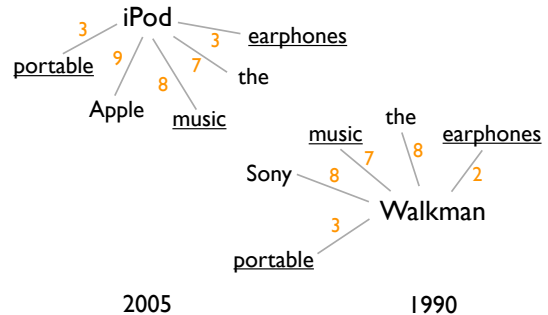 iPod
3
3
earphones
portable
9
7
the
8
Apple
music
the
music
earphones
7
8
Sony
8
2
Walkman
3
portable
2005
1990